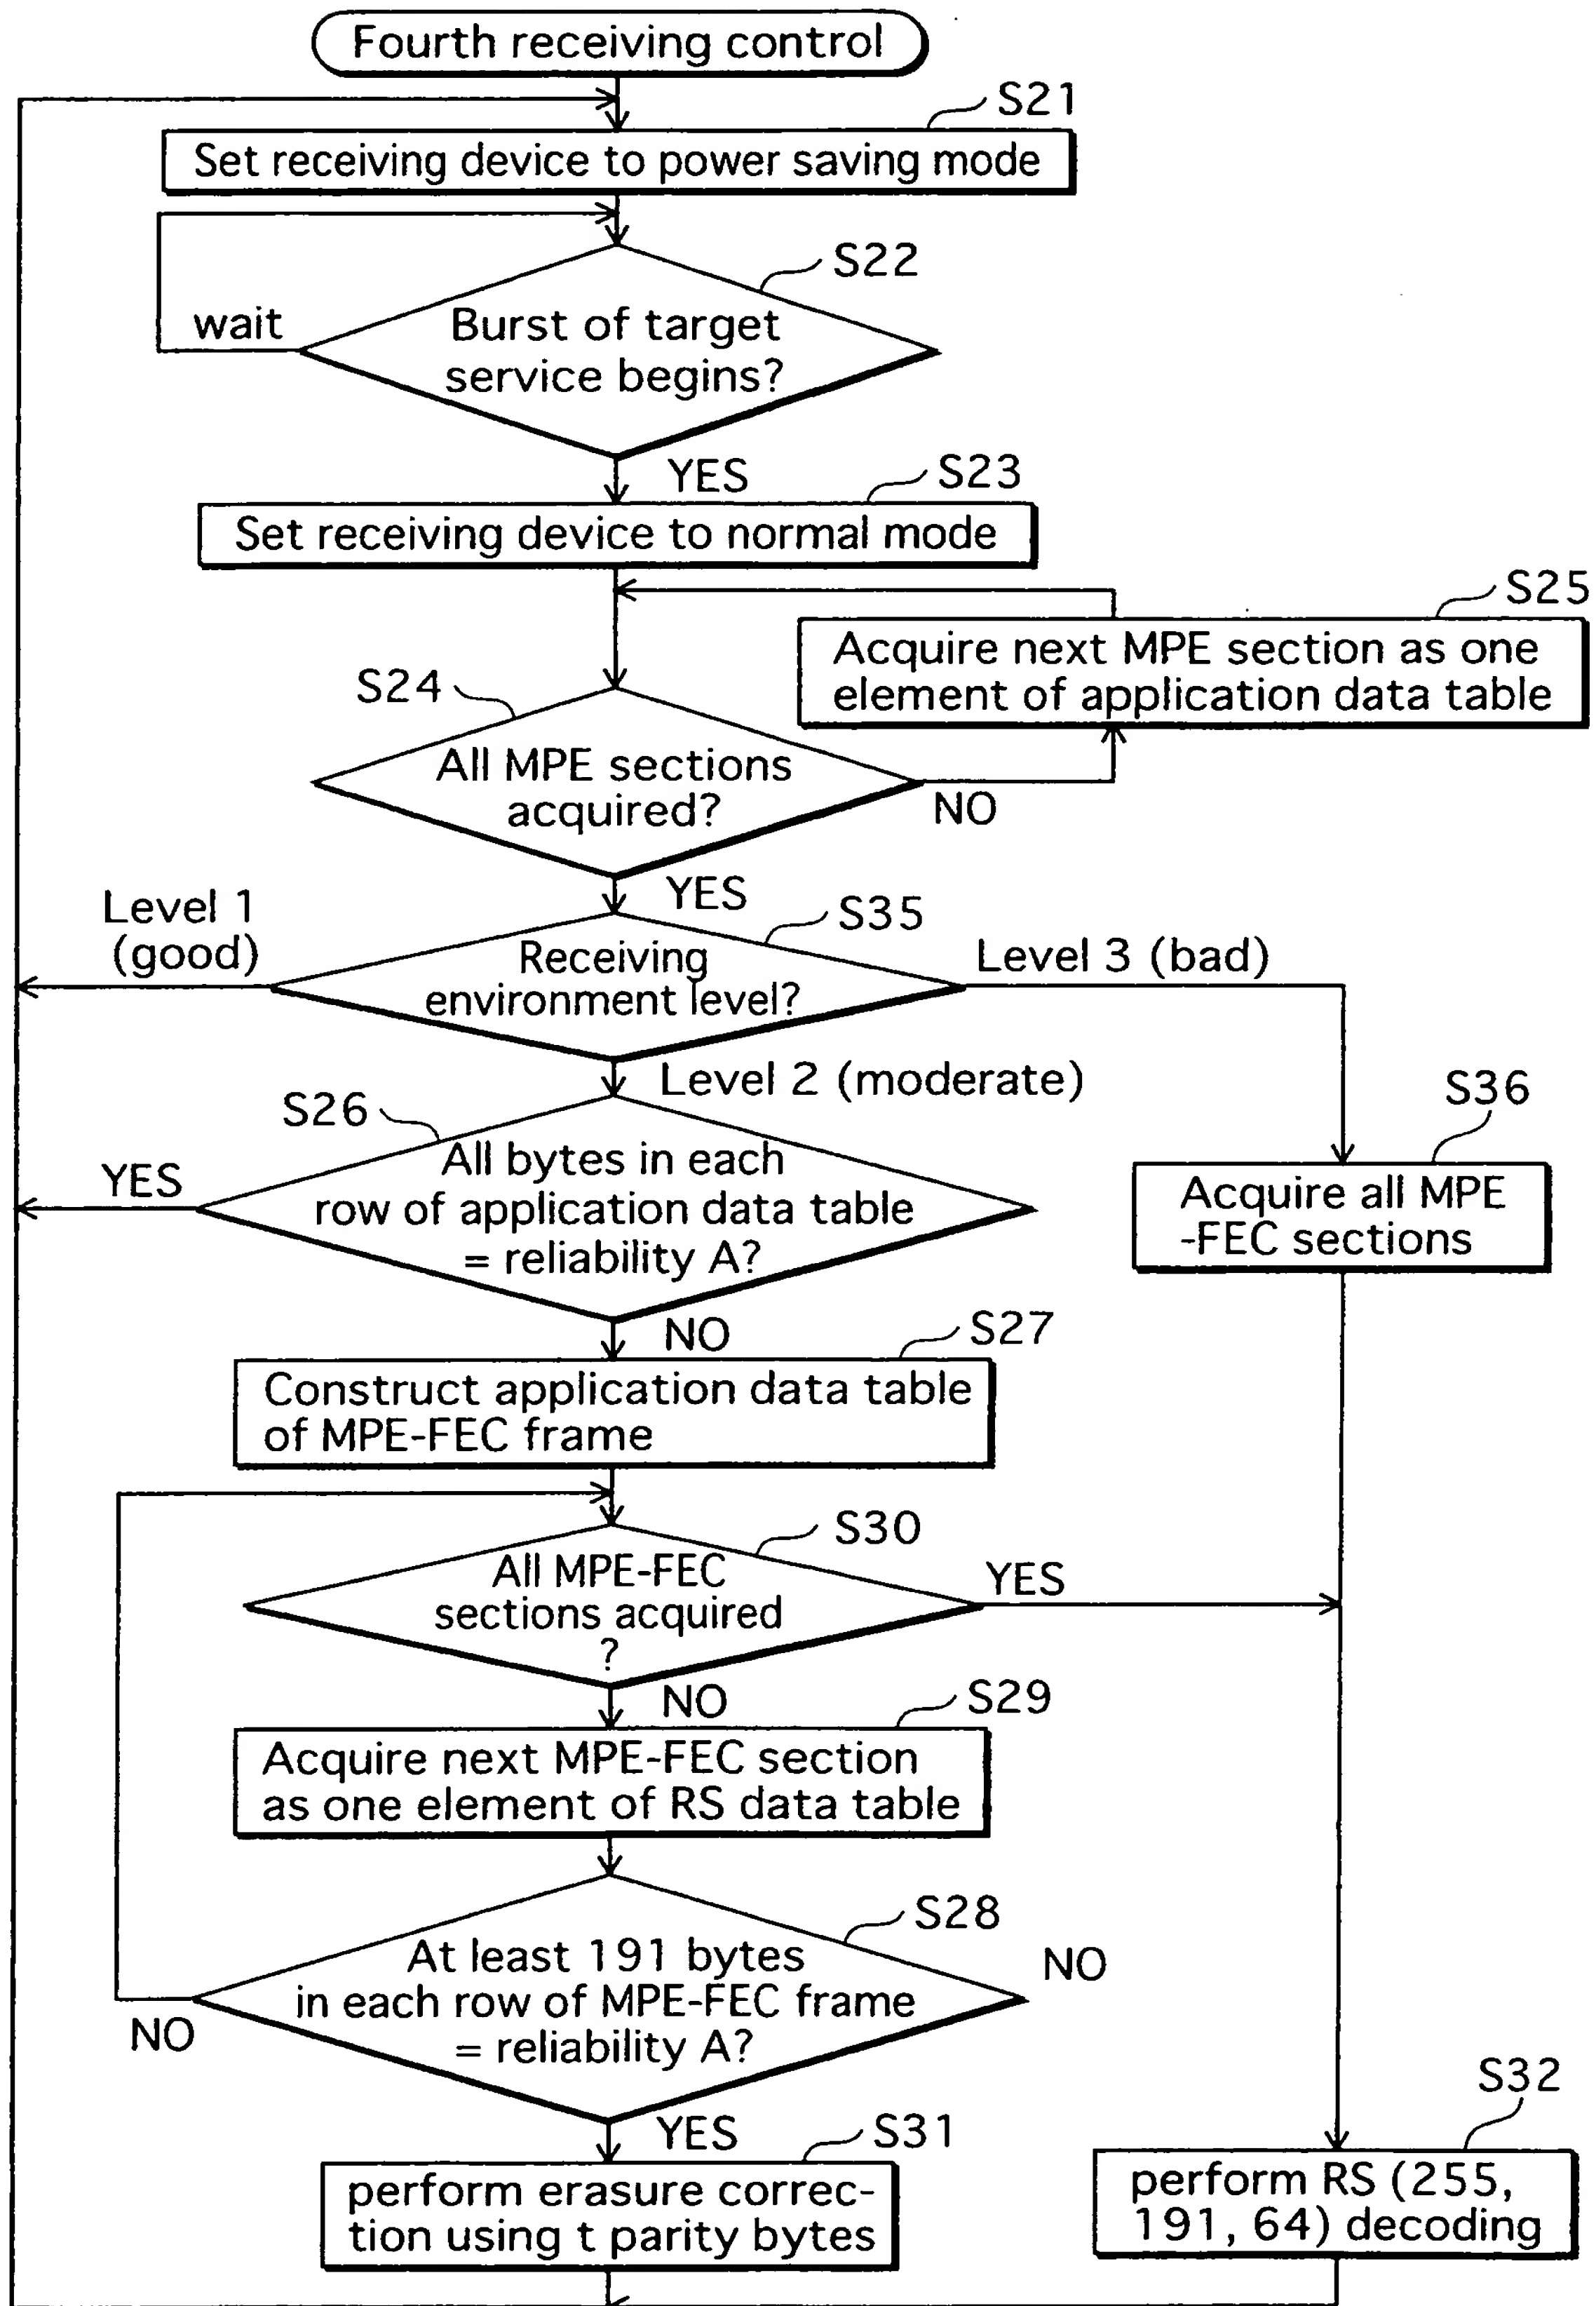 Fourth receiving control
S21
Set receiving device to power saving mode
S22
wait
Burst of target
service begins?
YES
S23
Set receiving device to normal mode
S25
Acquire next MPE section as one
element of application data table
S24
All MPE sections
acquired?
NO
YES
Level 1
(good)
S35
Receiving
environment level?
Level 3 (bad)
Level 2 (moderate)
S26
S36
All bytes in each
row of application data table
= reliability A?
YES
Acquire all MPE
-FEC sections
NO
S27
Construct application data table
of MPE-FEC frame
S30
All MPE-FEC
sections acquired
?
YES
NO
S29
Acquire next MPE-FEC section
as one element of RS data table
S28
At least 191 bytes
in each row of MPE-FEC frame
= reliability A?
NO
NO
YES
S31
perform erasure correc-
tion using t parity bytes
S32
perform RS (255,
191, 64) decoding